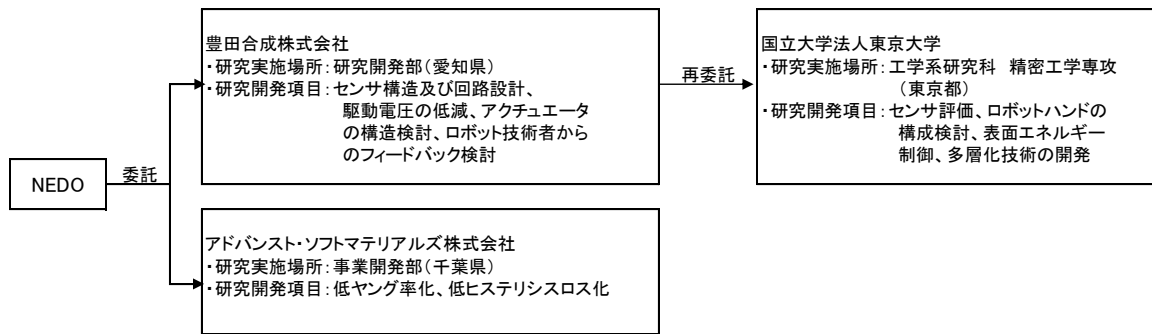 NEDO
委託
豊田合成株式会社
・研究実施場所：研究開発部（愛知県）
・研究開発項目：センサ構造及び回路設計、
駆動電圧の低減、アクチュエータ
の構造検討、ロボット技術者から
のフィードバック検討
再委託
国立大学法人東京大学
・研究実施場所：工学系研究科　精密工学専攻
（東京都）
・研究開発項目：センサ評価、ロボットハンドの
構成検討、表面エネルギー
制御、多層化技術の開発
アドバンスト・ソフトマテリアルズ株式会社
・研究実施場所：事業開発部（千葉県）
・研究開発項目：低ヤング率化、低ヒステリシスロス化